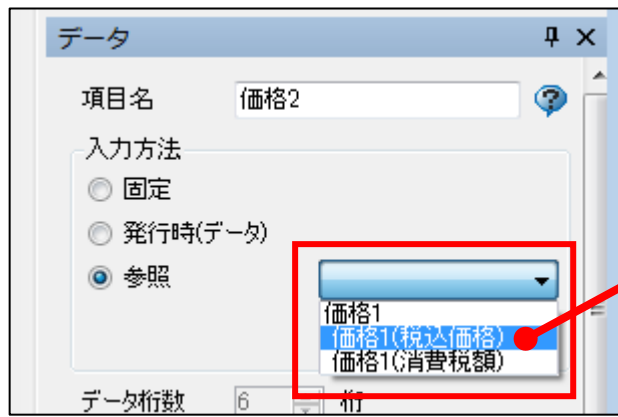 データ
項目名 価格2
入力方法
固定
発行時(データ)
参照
価格1
価格1(税込価格)
価格1(消費税額)
データ桁数 6 桁